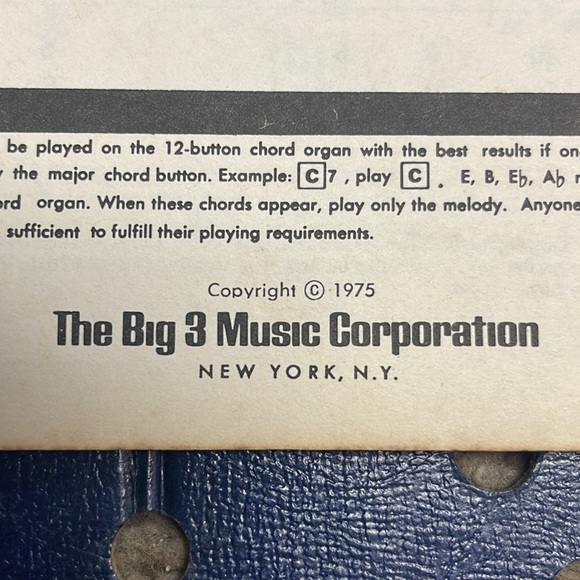 be played on the 12-button chord organ with the best results if on
the major chord button. Example: C 7 , play C . E, B, E♭, A♭
organ. When these chords appear, play only the melody. Anyone
sufficient to fulfill their playing requirements.
Copyright © 1975
The Big 3 Music Corporation
NEW YORK, N.Y.